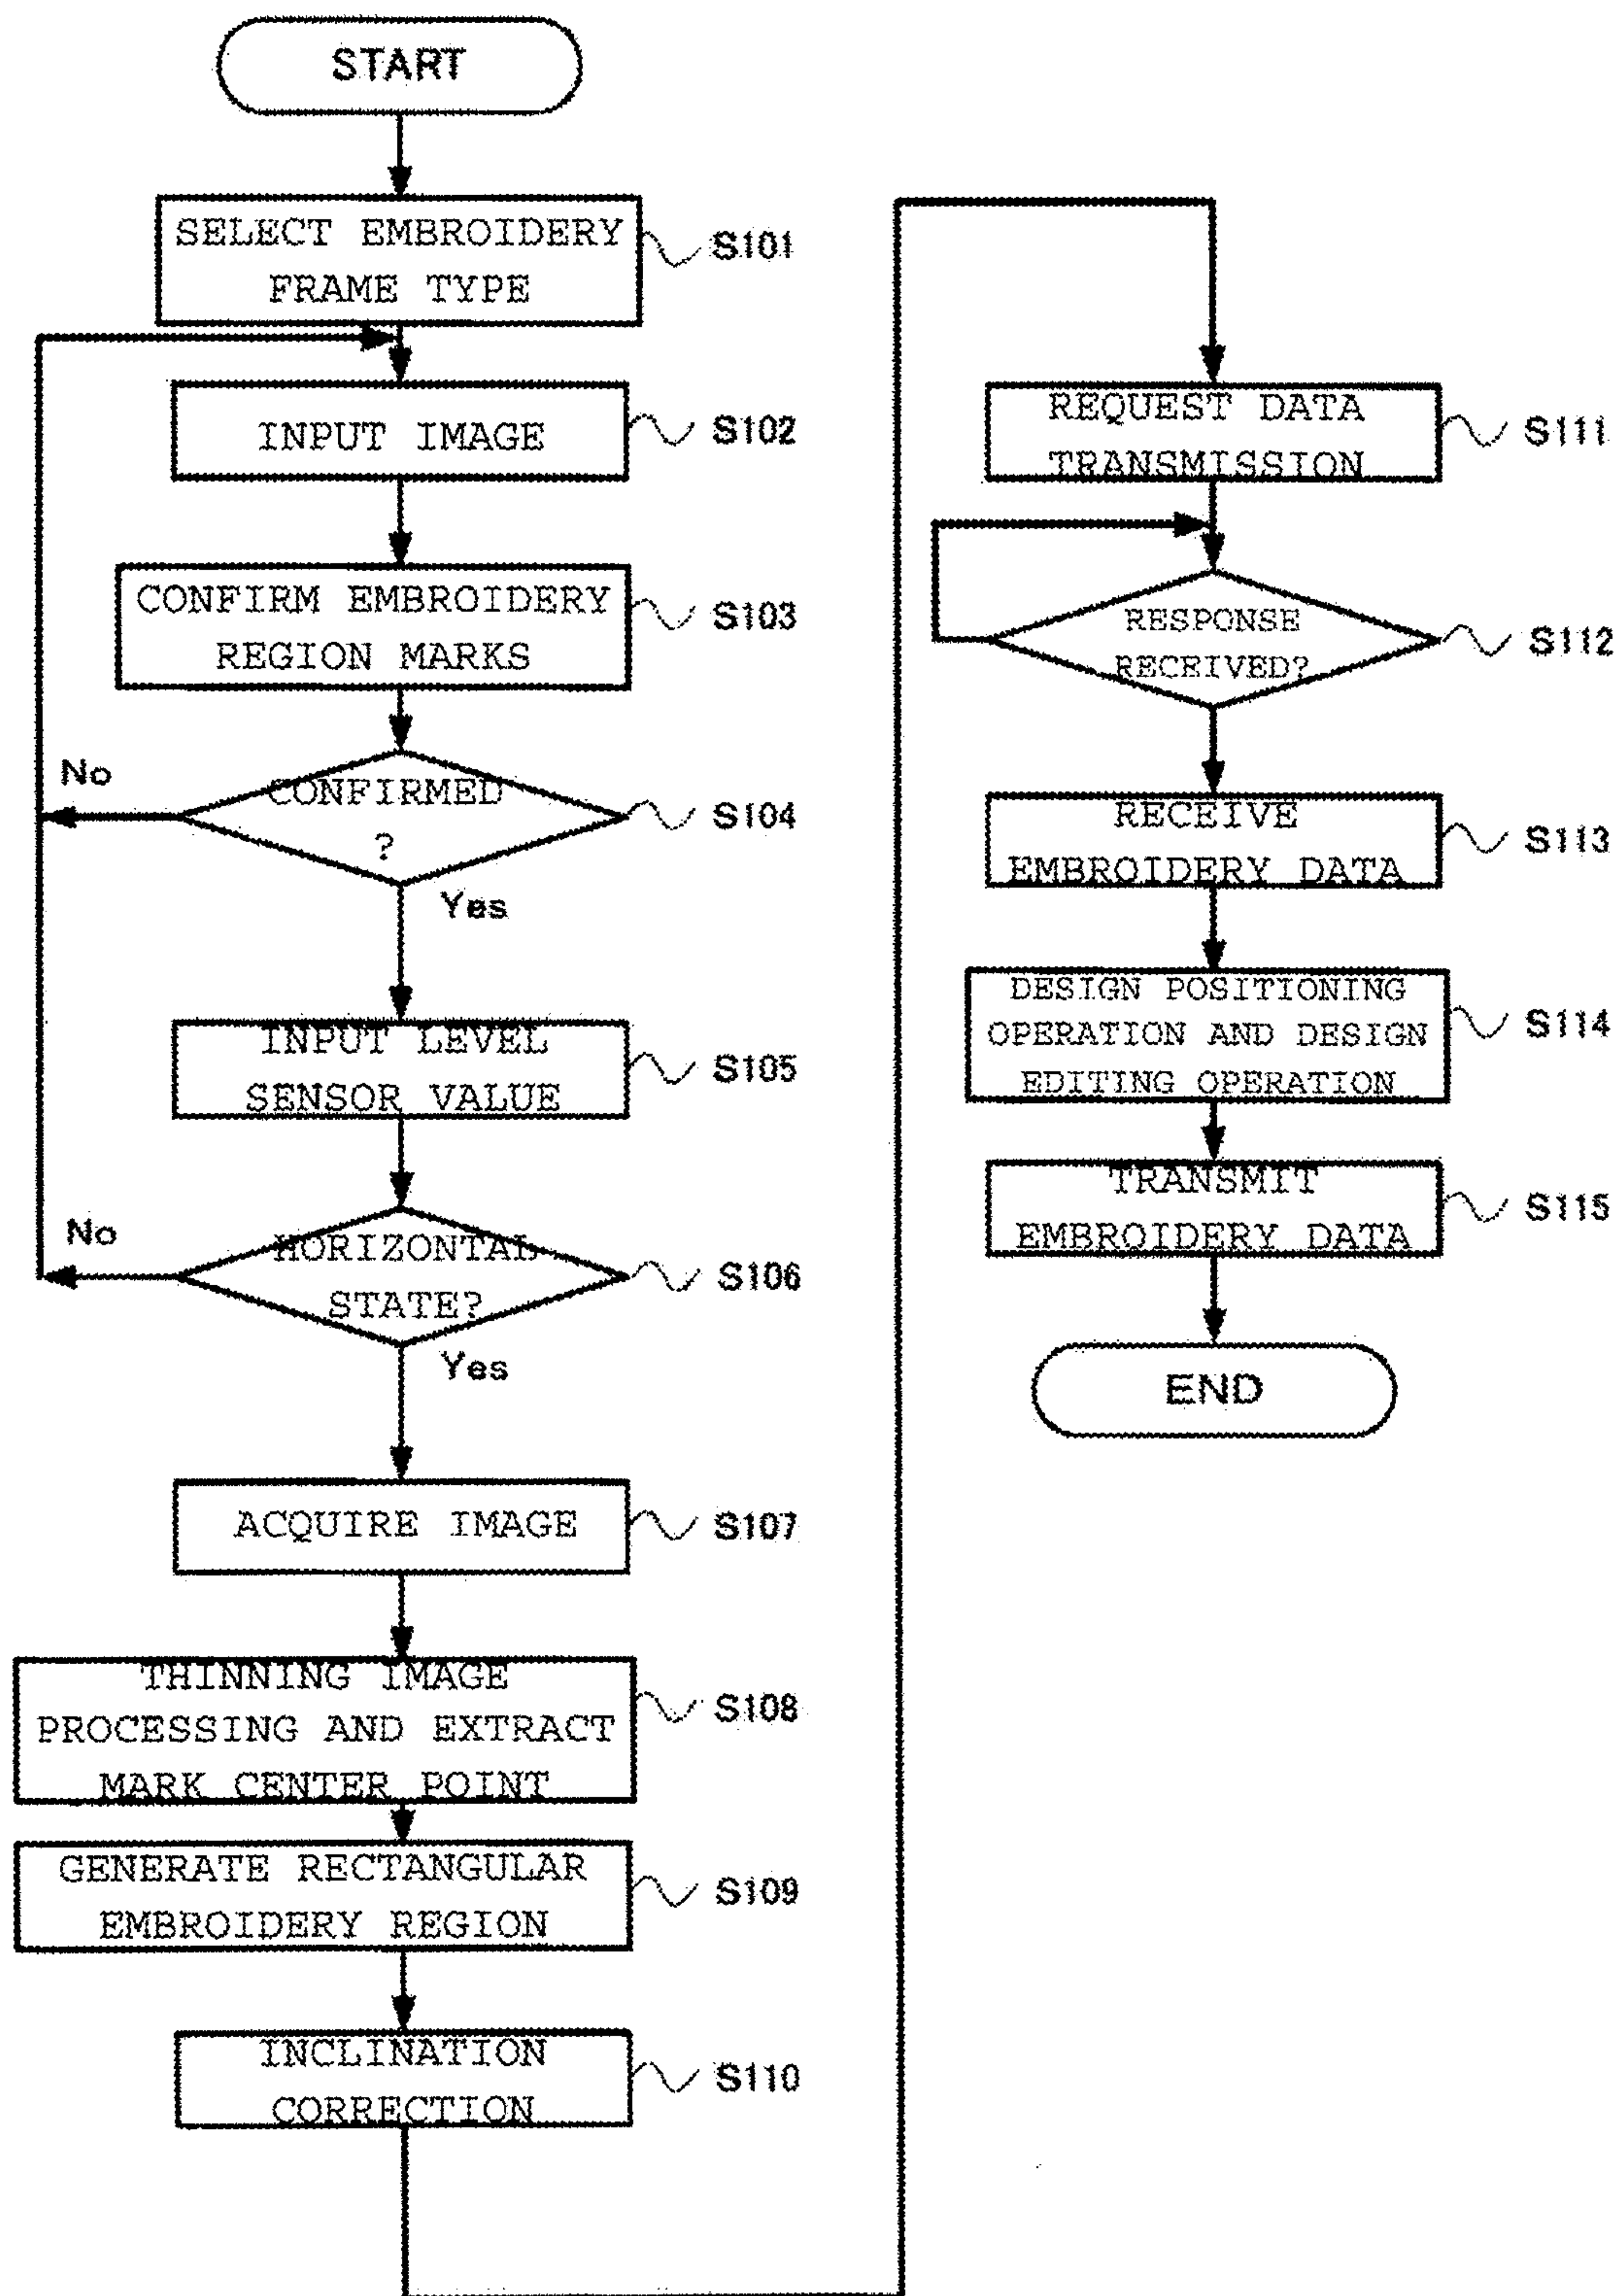 START
SELECT EMBROIDERY
FRAME TYPE
S101
INPUT IMAGE
S102
CONFIRM EMBROIDERY
REGION MARKS
S103
CONFIRMED
?
S104
No
Yes
INPUT LEVEL
SENSOR VALUE
S105
HORIZONTAL
STATE?
S106
No
Yes
ACQUIRE IMAGE
S107
THINNING IMAGE
PROCESSING AND EXTRACT
MARK CENTER POINT
S108
GENERATE RECTANGULAR
EMBROIDERY REGION
S109
INCLINATION
CORRECTION
S110
REQUEST DATA
TRANSMISSION
S111
RESPONSE
RECEIVED?
S112
RECEIVE
EMBROIDERY DATA
S113
DESIGN POSITIONING
OPERATION AND DESIGN
EDITING OPERATION
S114
TRANSMIT
EMBROIDERY DATA
S115
END